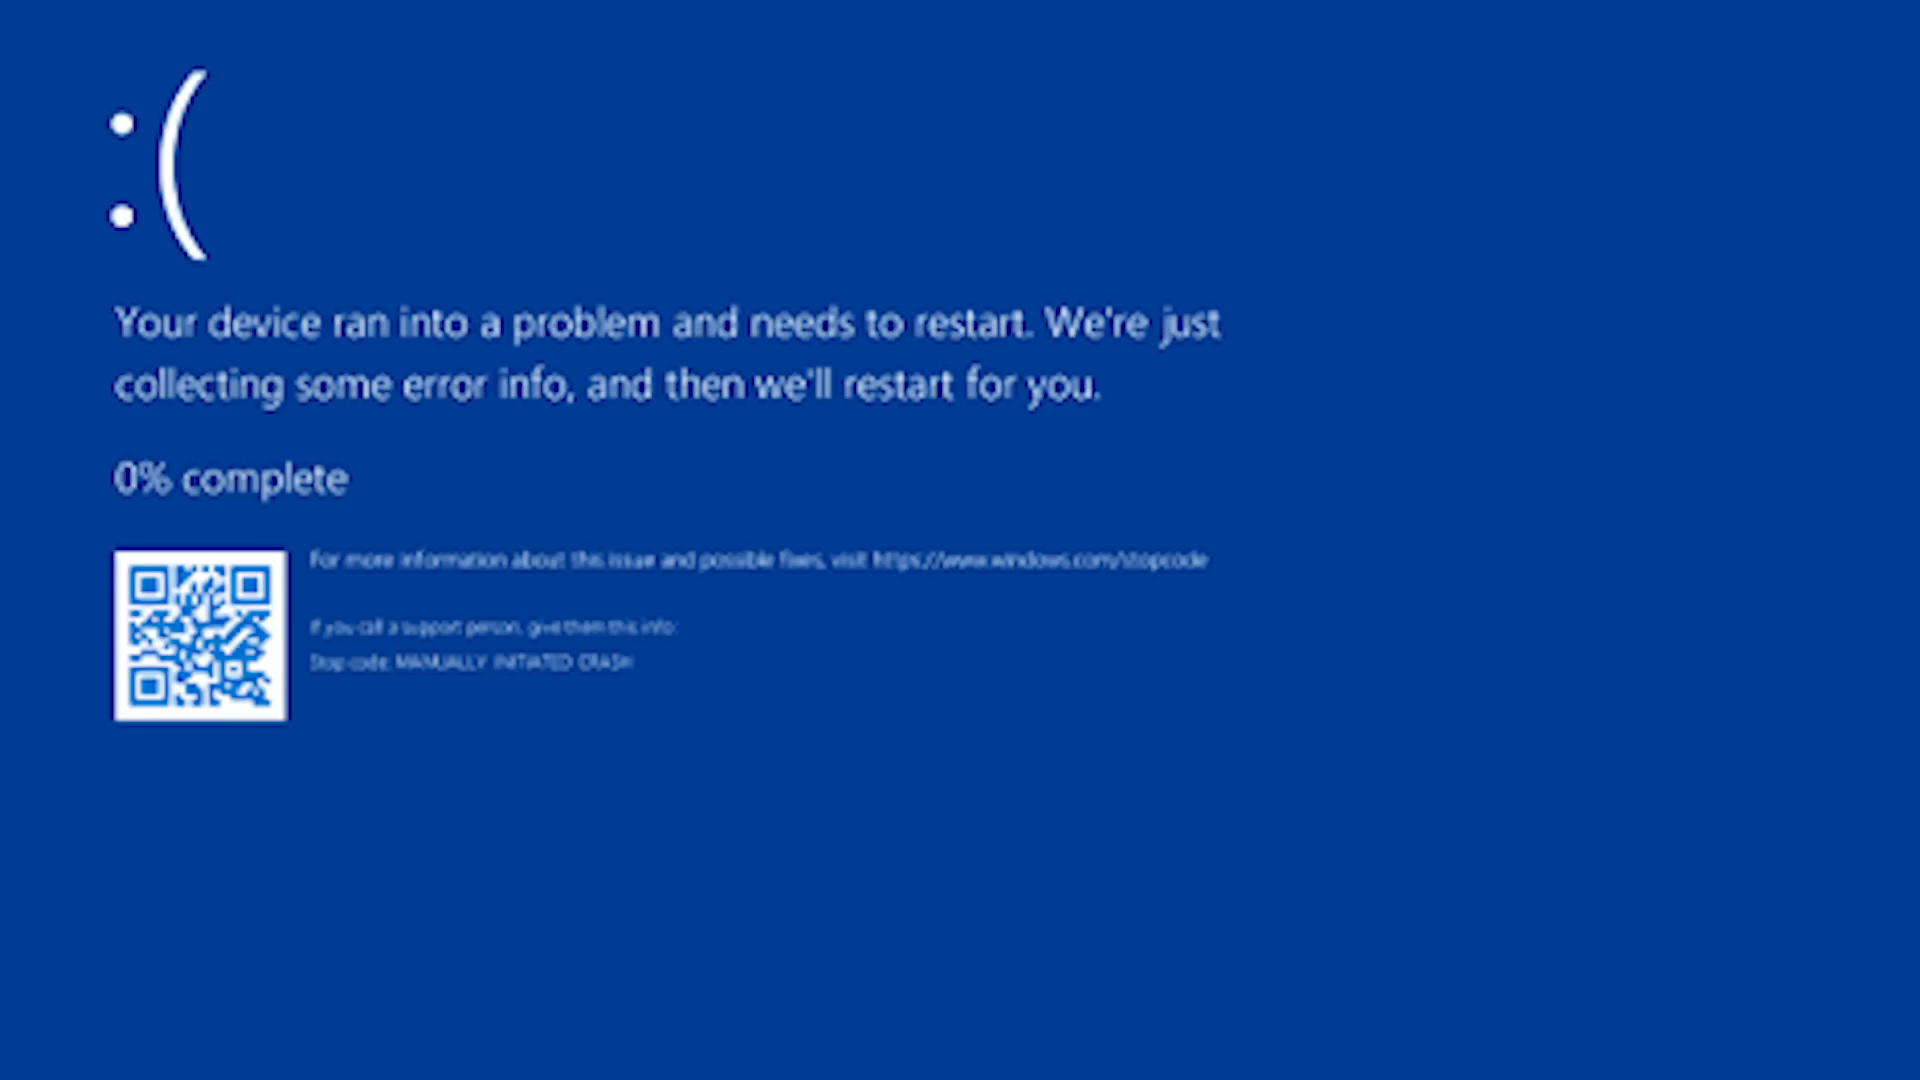 :(
Your device ran into a problem and needs to restart. We're just
collecting some error info, and then we'll restart for you.
0% complete
For more information about this issue and possible fixes, visit https://www.windows.com/stopcode
If you call a support person, give them this info:
Stop code: MANUALLY INITIATED CRASH